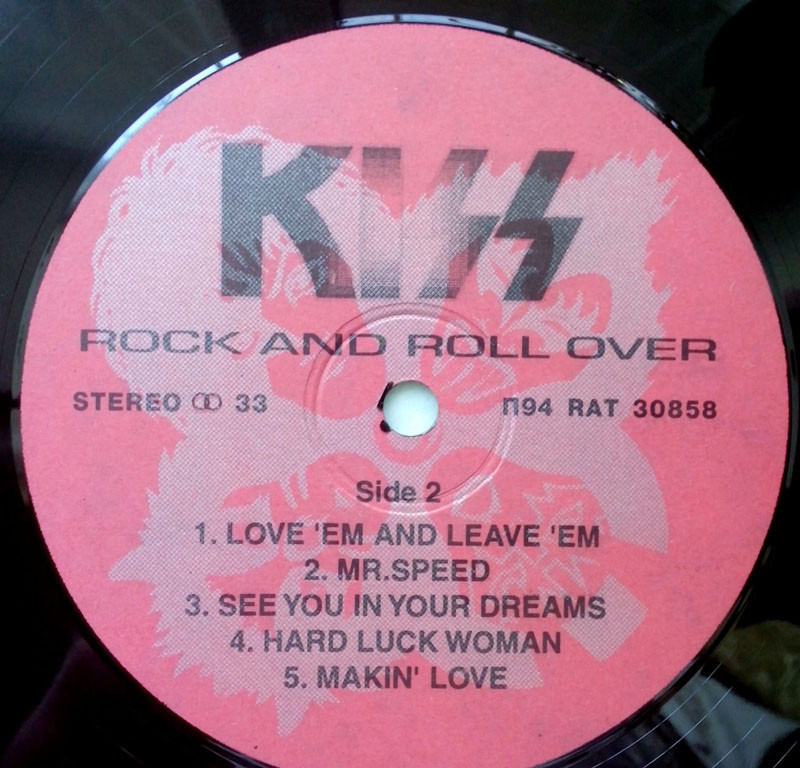 KISS
ROCK AND ROLL OVER
STEREO 33
П94 RAT 30858
Side 2
1. LOVE 'EM AND LEAVE 'EM
2. MR.SPEED
3. SEE YOU IN YOUR DREAMS
4. HARD LUCK WOMAN
5. MAKIN' LOVE